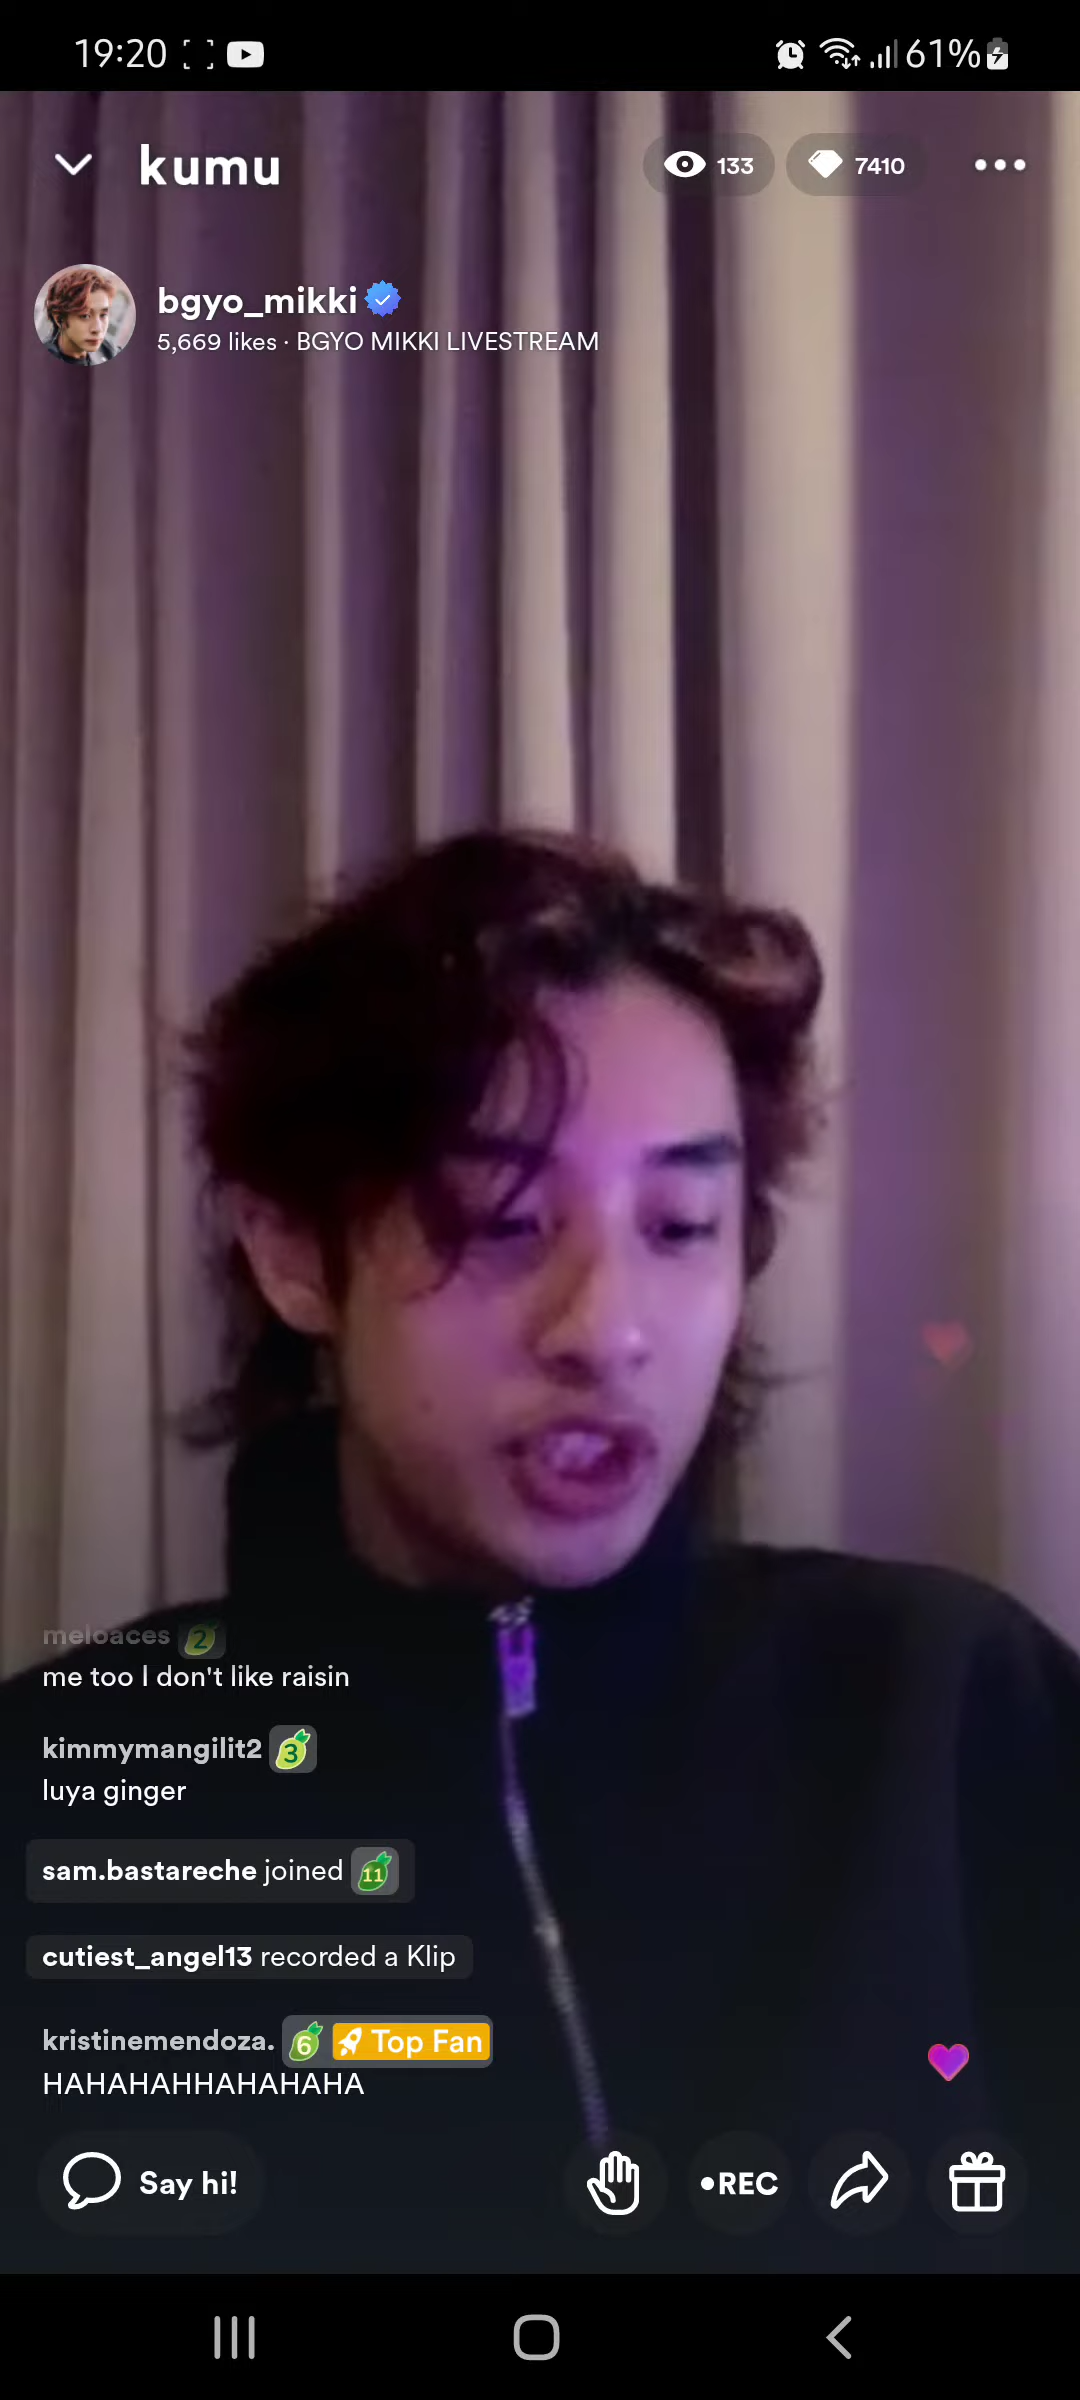 19:20
61%
kumu
133
7410
bgyo_mikki
5,669 likes · BGYO MIKKI LIVESTREAM
meloaces 2
me too I don't like raisin
kimmymangilit2 3
luya ginger
sam.bastareche joined 11
cutiest_angel13 recorded a Klip
kristinemendoza. 6 Top Fan
HAHAHAHHAHAHAHA
Say hi!
•REC